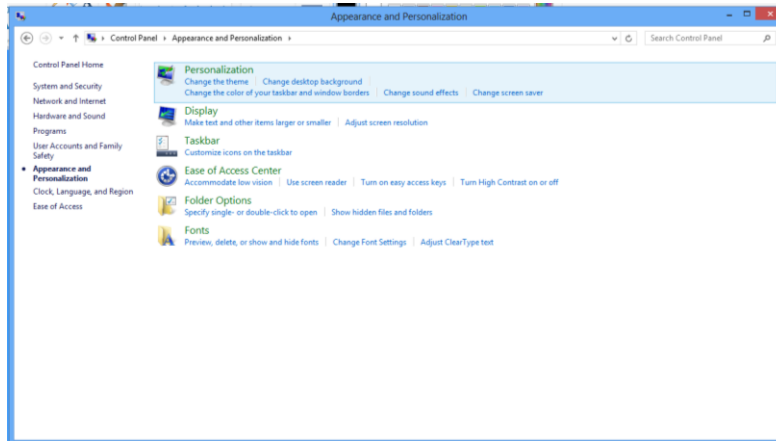 Appearance and Personalization
Control Panel Appearance and Personalization
Search Control Panel
Control Panel Home
System and Security
Network and Internet
Hardware and Sound
Programs
User Accounts and Family
Safety
Appearance and
Personalization
Clock, Language, and Region
Ease of Access
Personalization
Change the theme Change desktop background
Change the color of your taskbar and window borders Change sound effects Change screen saver
Display
Make text and other items larger or smaller Adjust screen resolution
Taskbar
Customize icons on the taskbar
Ease of Access Center
Accommodate low vision Use screen reader Turn on easy access keys Turn High Contrast on or off
Folder Options
Specify single- or double-click to open Show hidden files and folders
Fonts
Preview, delete, or show and hide fonts Change Font Settings Adjust ClearType text